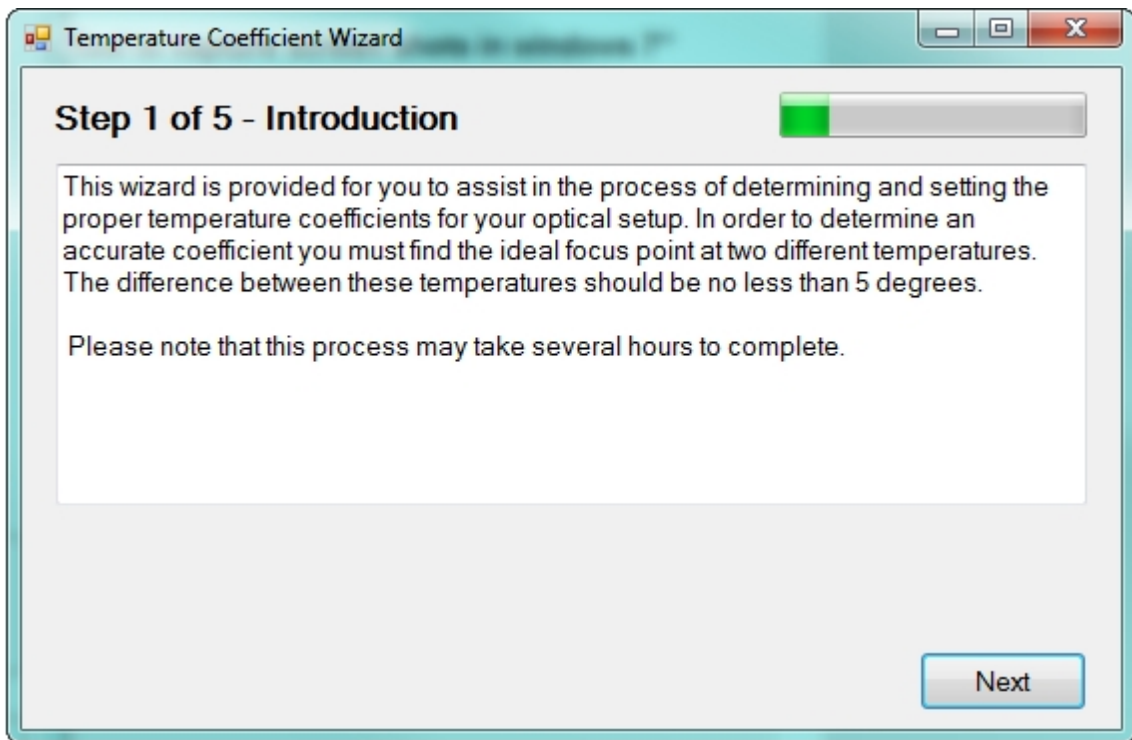 Temperature Coefficient Wizard
Step 1 of 5 - Introduction
This wizard is provided for you to assist in the process of determining and setting the
proper temperature coefficients for your optical setup. In order to determine an
accurate coefficient you must find the ideal focus point at two different temperatures.
The difference between these temperatures should be no less than 5 degrees.
Please note that this process may take several hours to complete.
Next